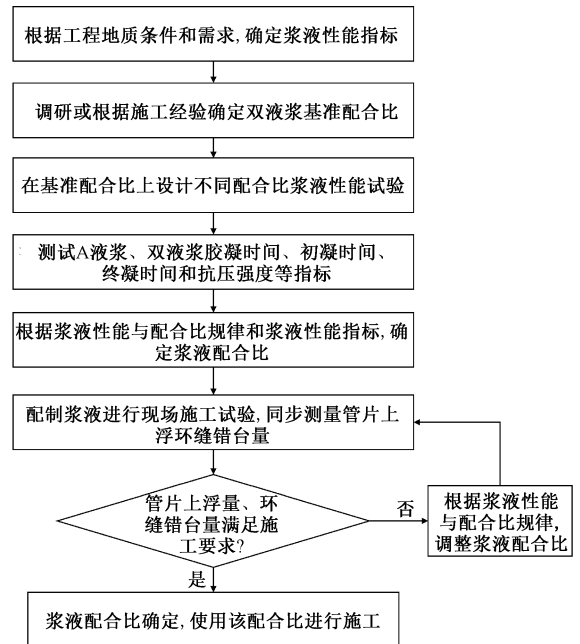 根据工程地质条件和需求,确定浆液性能指标
调研或根据施工经验确定双液浆基准配合比
在基准配合比上设计不同配合比浆液性能试验
测试A液浆、双液浆胶凝时间、初凝时间、
终凝时间和抗压强度等指标
根据浆液性能与配合比规律和浆液性能指标,确
定浆液配合比
配制浆液进行现场施工试验,同步测量管片上
浮环缝错台量
管片上浮量、环
缝错台量满足施
工要求?
否
根据浆液性能
与配合比规律,
调整浆液配合比
是
浆液配合比确定,使用该配合比进行施工